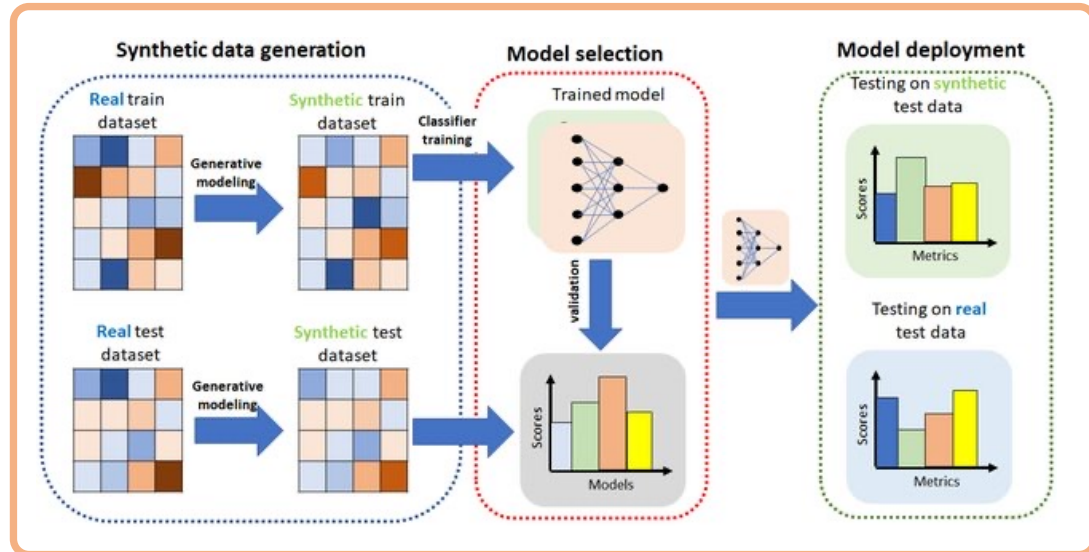 Synthetic data generation
Model selection
Model deployment
Real train
dataset
Generative
modeling
Synthetic train
dataset
Classifier
training
Trained model
validation
Testing on synthetic
test data
Scores
Metrics
Real test
dataset
Generative
modeling
Synthetic test
dataset
Scores
Models
Testing on real
test data
Scores
Metrics